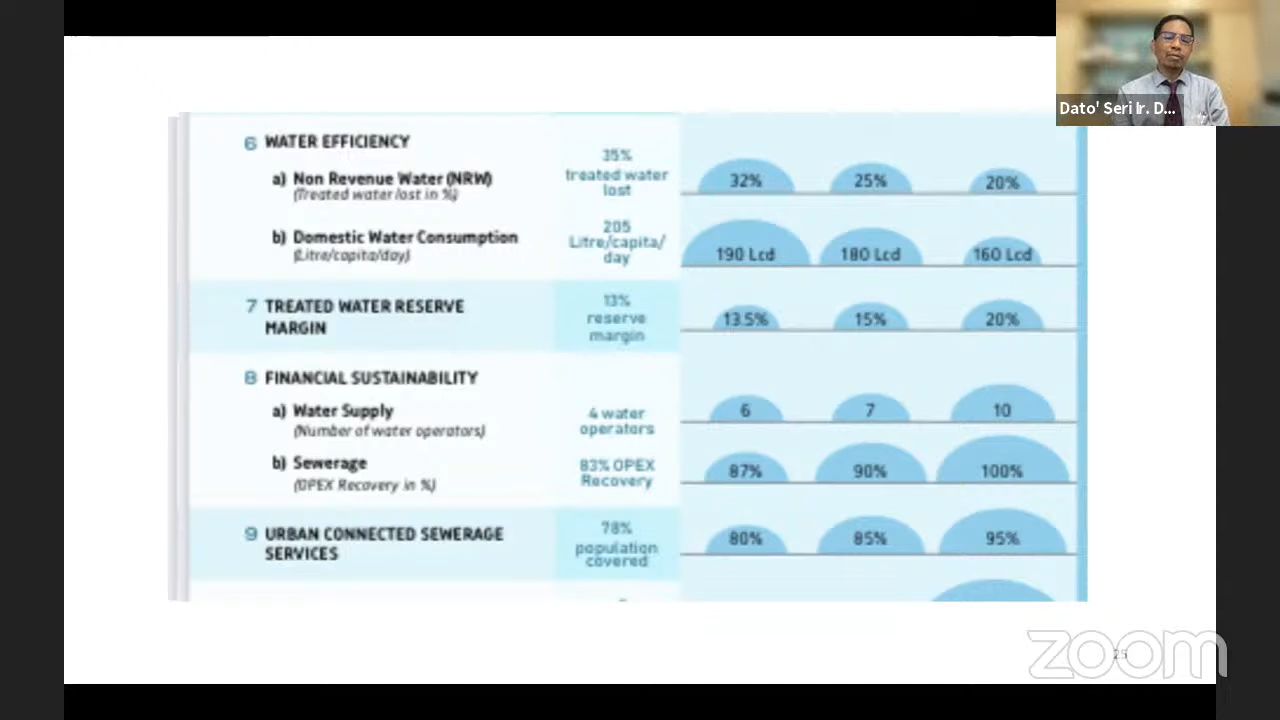 Dato' Seri Ir. D...
6 WATER EFFICIENCY
a) Non Revenue Water (NRW)
(Treated water lost in %)
35%
treated water
lost
32% 25% 20%
b) Domestic Water Consumption
(Litre/capita/day)
205
Litre/capita/
day
190 Lcd 180 Lcd 160 Lcd
7 TREATED WATER RESERVE
MARGIN
13%
reserve
margin
13.5% 15% 20%
8 FINANCIAL SUSTAINABILITY
a) Water Supply
(Number of water operators)
4 water
operators
6 7 10
b) Sewerage
(OPEX Recovery in %)
83% OPEX
Recovery
87% 90% 100%
9 URBAN CONNECTED SEWERAGE
SERVICES
78%
population
covered
80% 85% 95%
zoom
25